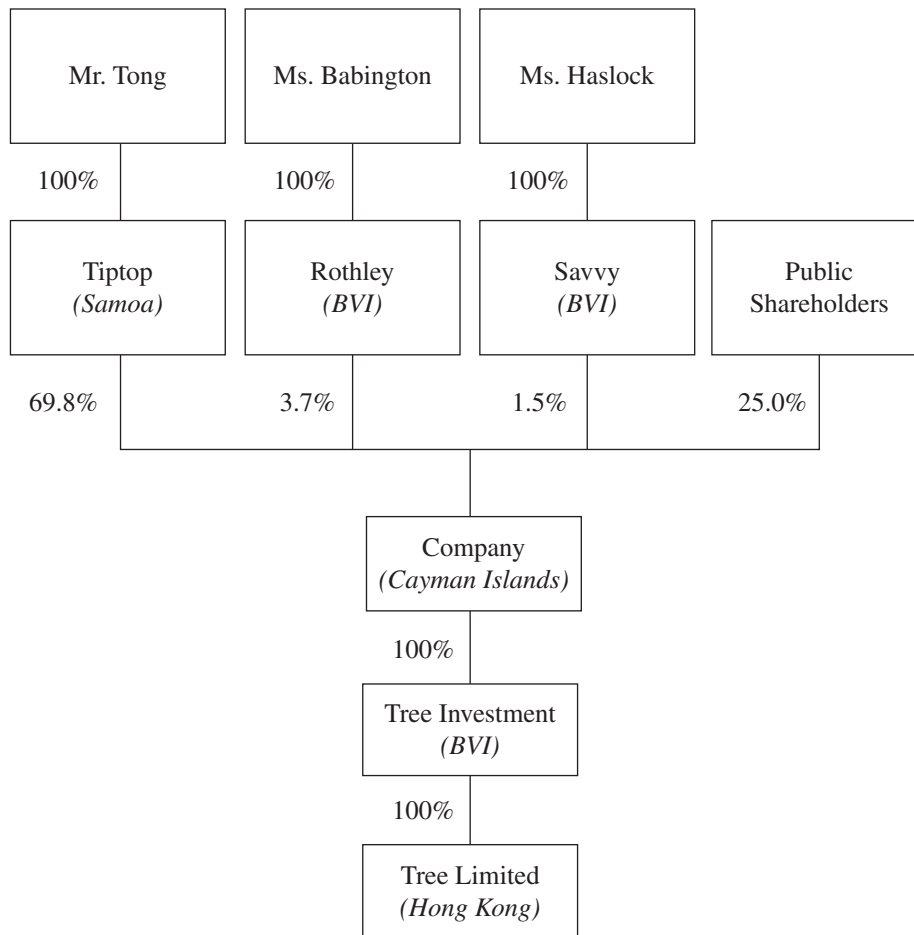 Mr. Tong
Ms. Babington
Ms. Haslock
100%
100%
100%
Tiptop
(Samoa)
Rothley
(BVI)
Savvy
(BVI)
Public
Shareholders
69.8%
3.7%
1.5%
25.0%
Company
(Cayman Islands)
100%
Tree Investment
(BVI)
100%
Tree Limited
(Hong Kong)